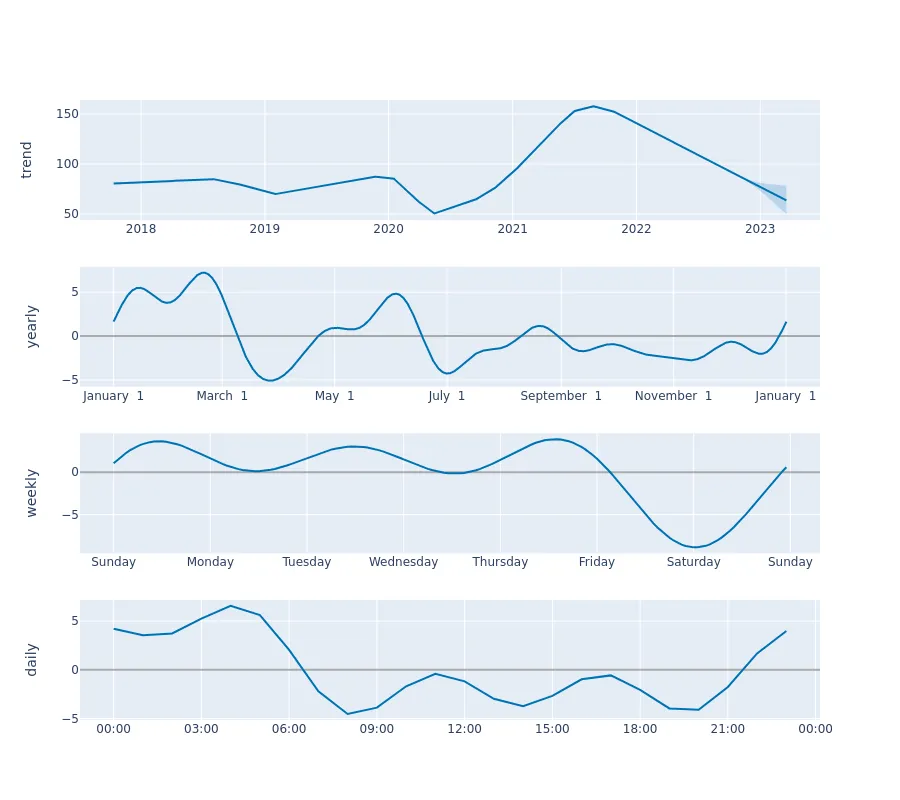 trend
150
100
50
2018 2019 2020 2021 2022 2023
yearly
5
0
−5
January 1 March 1 May 1 July 1 September 1 November 1 January 1
weekly
0
−5
Sunday Monday Tuesday Wednesday Thursday Friday Saturday Sunday
daily
5
0
−5
00:00 03:00 06:00 09:00 12:00 15:00 18:00 21:00 00:00